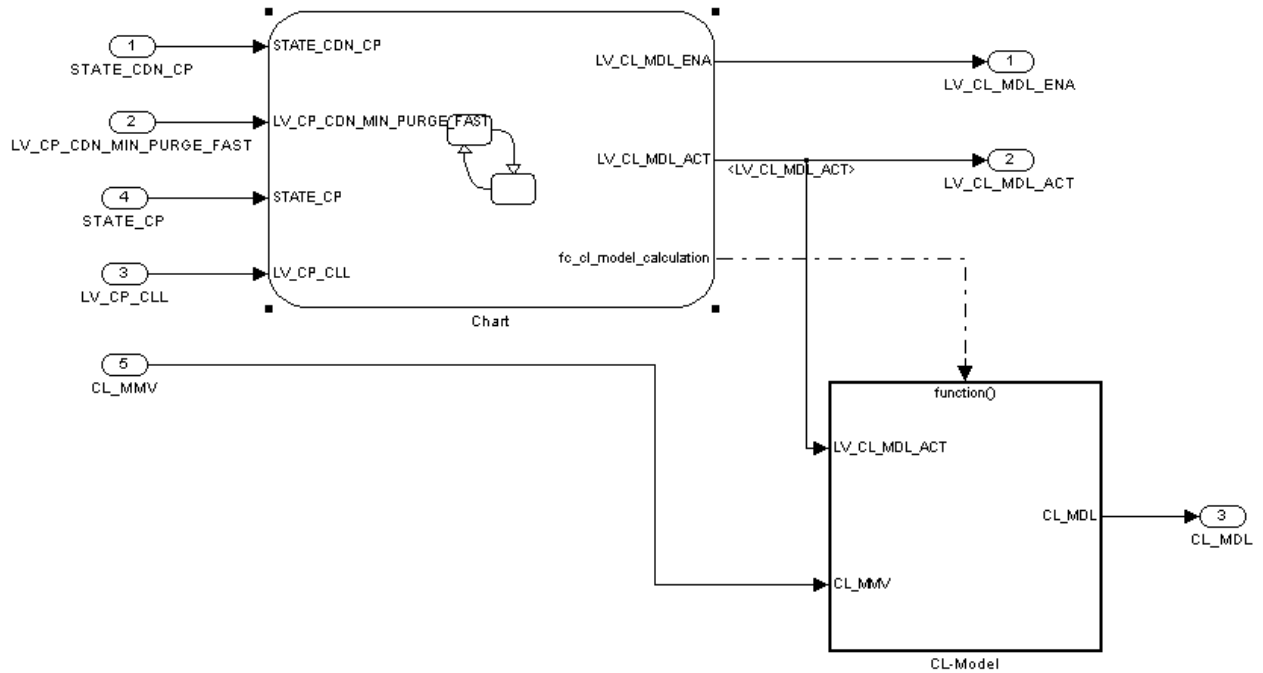 1
STATE_CDN_CP
STATE_CDN_CP
LV_CL_MDL_ENA
1
LV_CL_MDL_ENA
2
LV_CP_CDN_MIN_PURGE_FAST
LV_CP_CDN_MIN_PURGE_FAST
LV_CL_MDL_ACT
<LV_CL_MDL_ACT>
2
LV_CL_MDL_ACT
4
STATE_CP
STATE_CP
fc_cl_model_calculation
3
LV_CP_CLL
LV_CP_CLL
Chart
5
CL_MMV
function()
LV_CL_MDL_ACT
CL_MDL
3
CL_MDL
CL_MMV
CL-Model